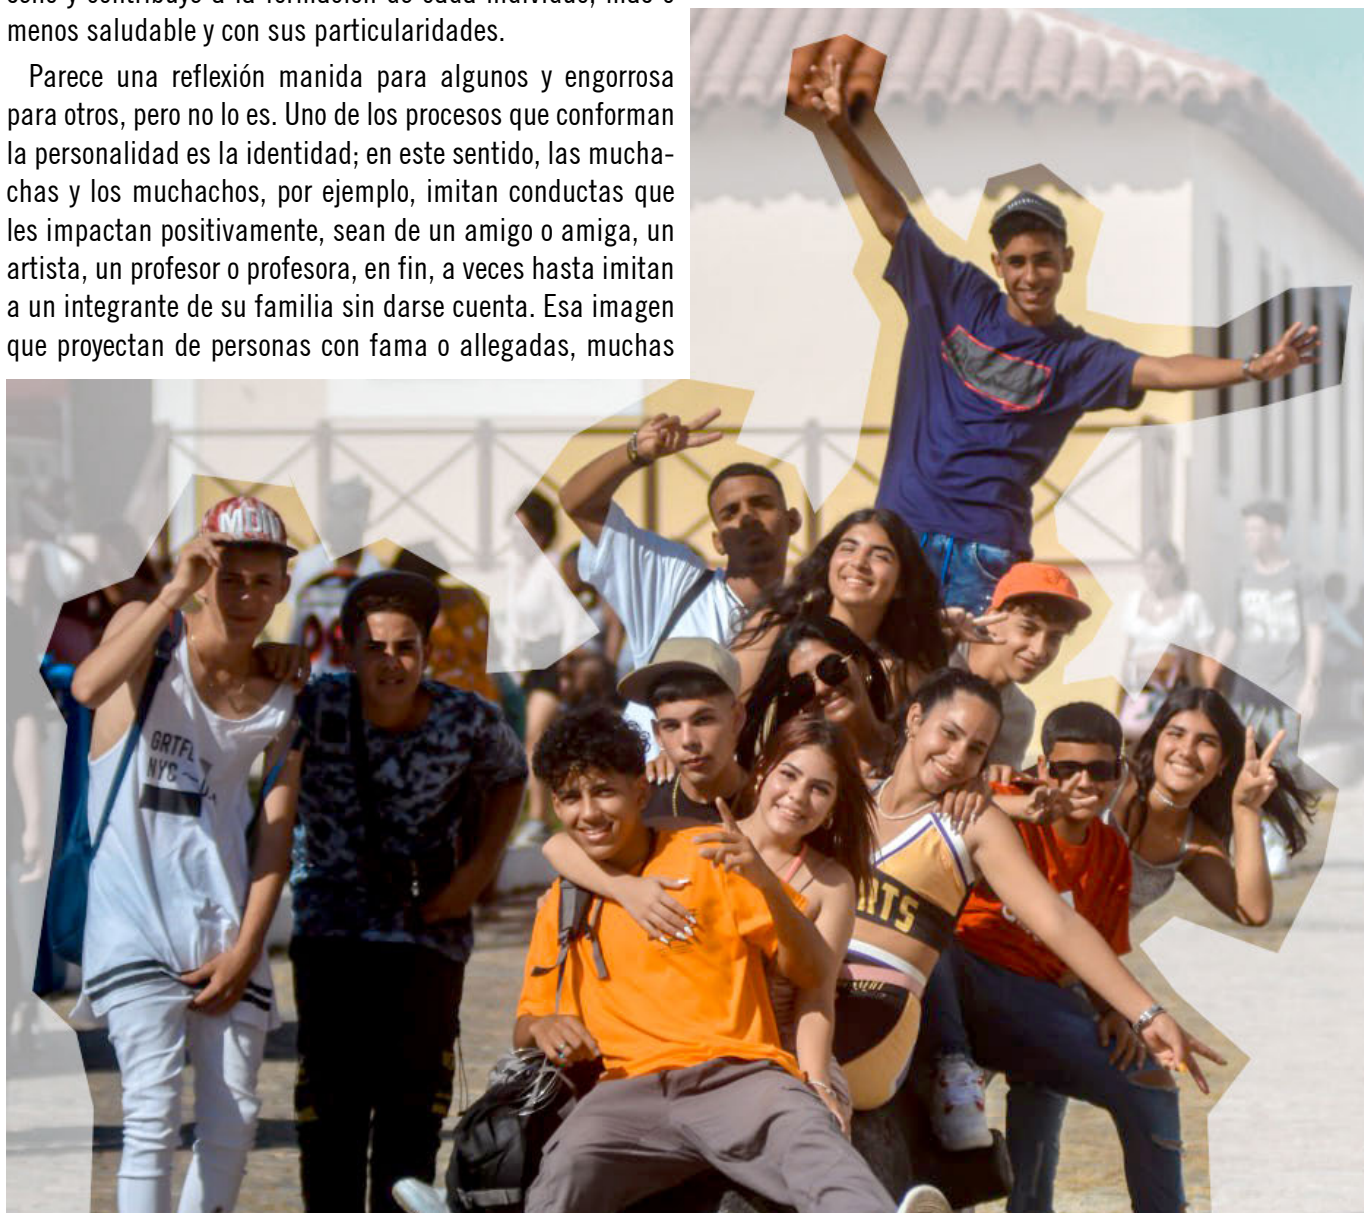 menos saludable y con sus particularidades.
Parece una reflexión manida para algunos y engorrosa
para otros, pero no lo es. Uno de los procesos que conforman
la personalidad es la identidad; en este sentido, las mucha-
chas y los muchachos, por ejemplo, imitan conductas que
les impactan positivamente, sean de un amigo o amiga, un
artista, un profesor o profesora, en fin, a veces hasta imitan
a un integrante de su familia sin darse cuenta. Esa imagen
que proyectan de personas con fama o allegadas, muchas
GRTFL
NYC
RTS